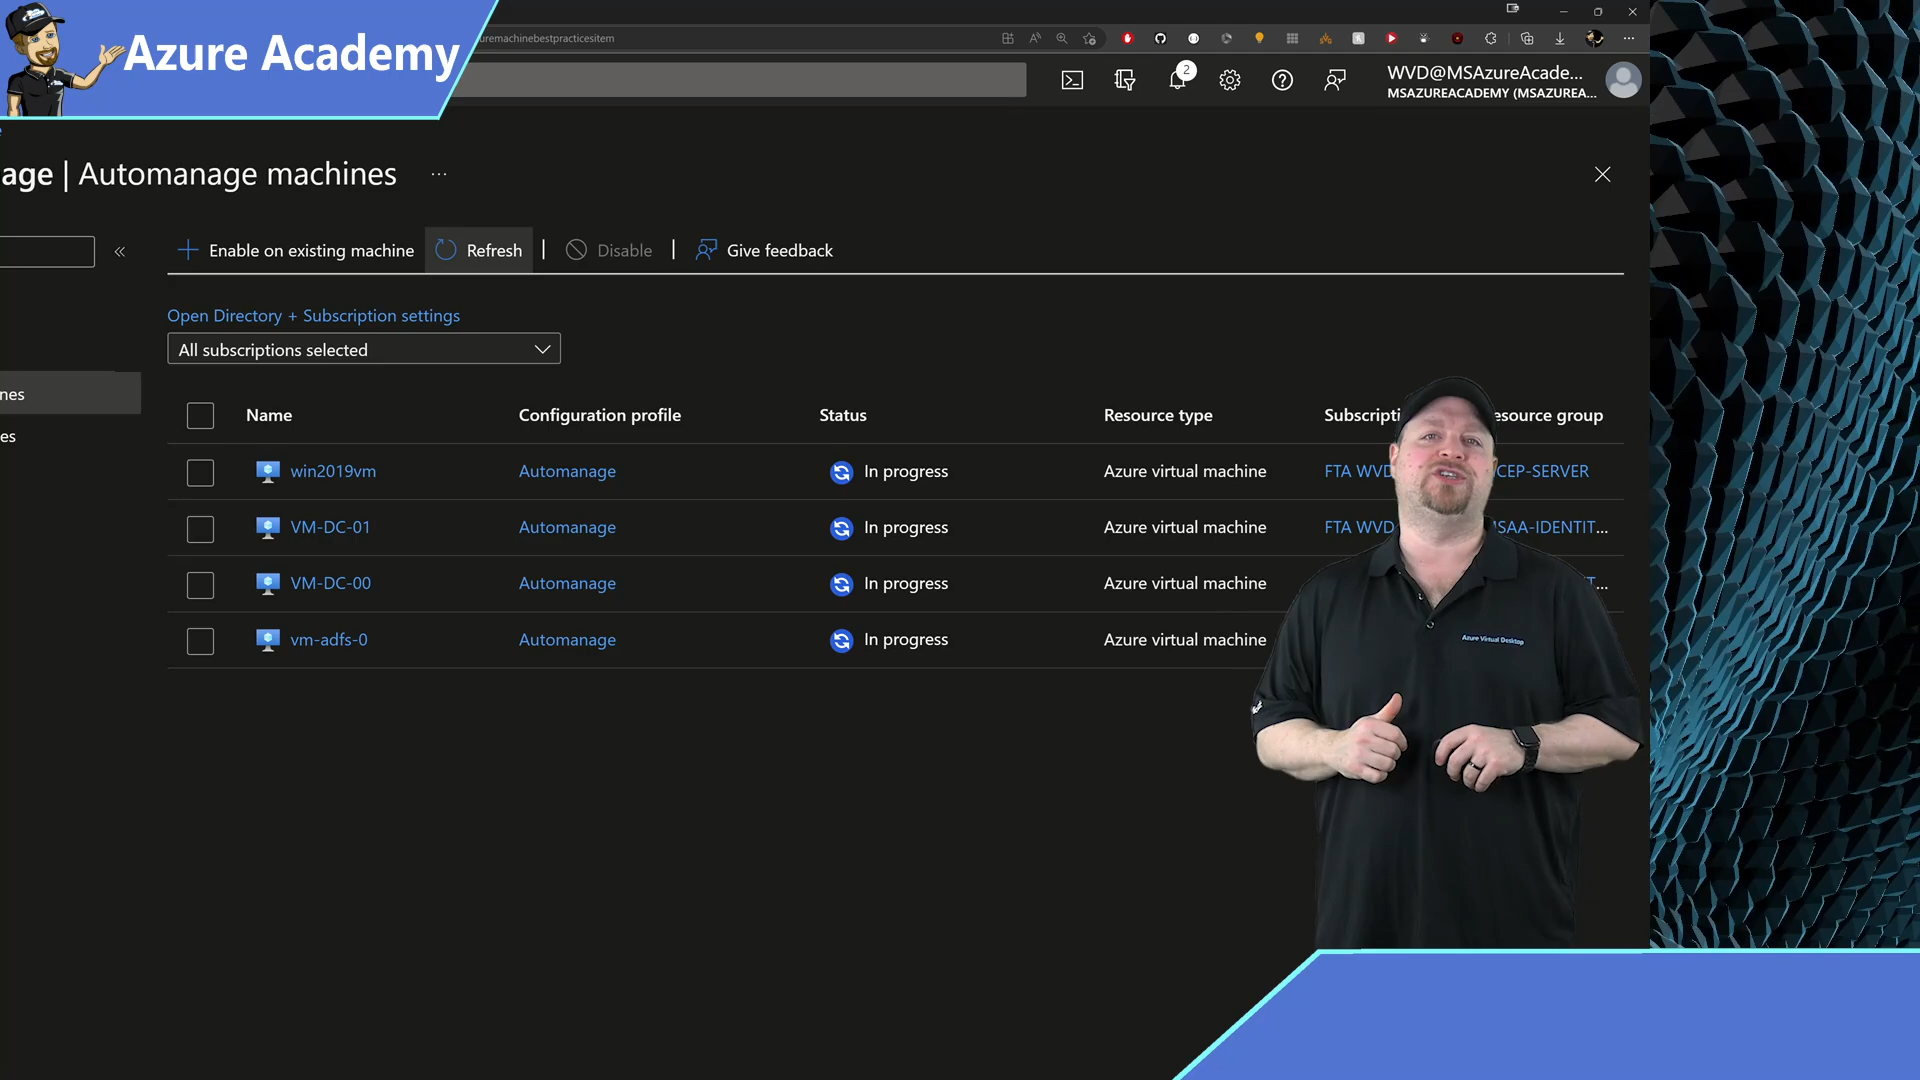 Azure Academy
uremachinebestpracticesitem
2
WVD@MSAzureAcade...
MSAZUREACADEMY (MSAZUREA...
age | Automanage machines ...
Enable on existing machine
Refresh
Disable
Give feedback
Open Directory + Subscription settings
All subscriptions selected
nes
es
Name Configuration profile Status Resource type Subscripti esource group
win2019vm Automanage In progress Azure virtual machine FTA WVD CEP-SERVER
VM-DC-01 Automanage In progress Azure virtual machine FTA WVD MSAA-IDENTIT...
VM-DC-00 Automanage In progress Azure virtual machine T...
vm-adfs-0 Automanage In progress Azure virtual machine
Azure Virtual Desktop